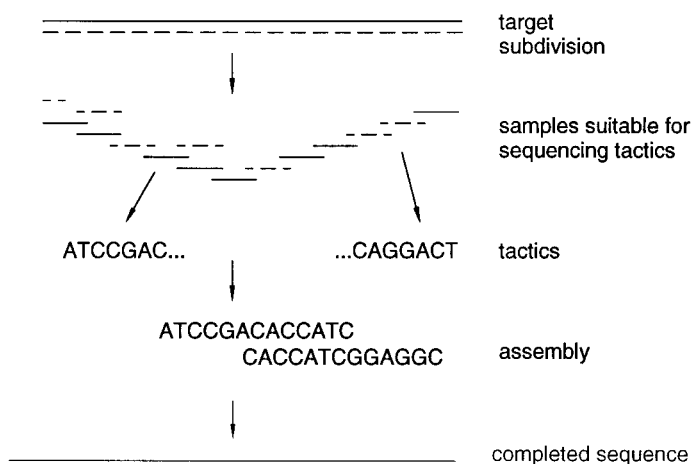 target
subdivision
samples suitable for
sequencing tactics
ATCCGAC...
...CAGGACT
tactics
ATCCGACACCATC
CACCATCGGAGGC
assembly
completed sequence